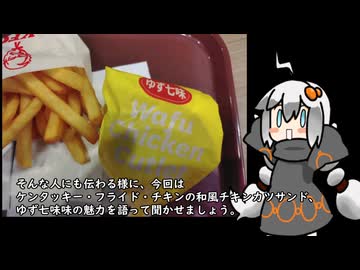 ゆず七味
Wafu
Chicken
Cutlet
そんな人にも伝わる様に、今回は
ケンタッキー・フライド・チキンの和風チキンカツサンド、
ゆず七味味の魅力を語って聞かせましょう。